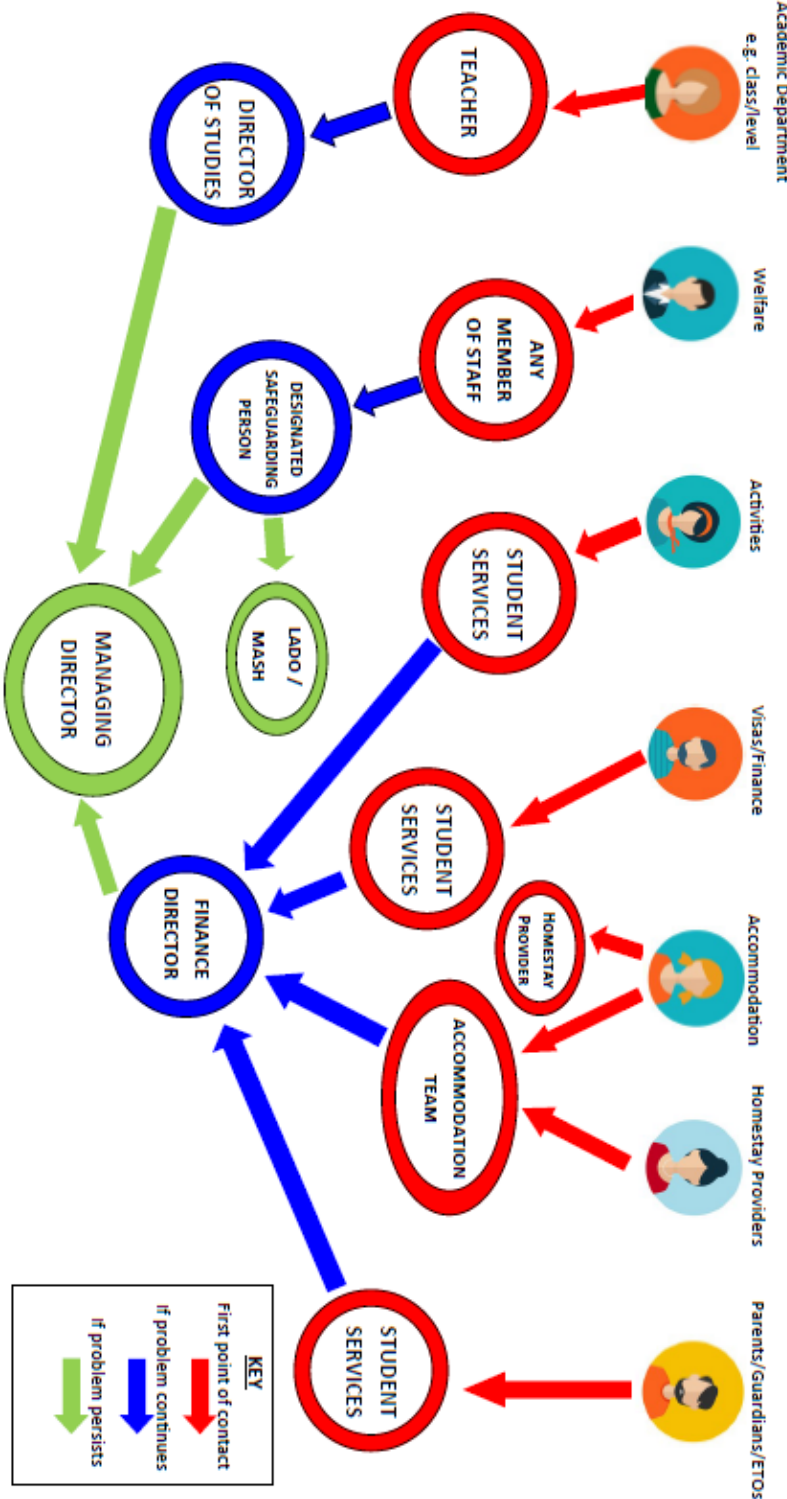 Academic Department
e.g. class/level
Welfare
Activities
Visas/Finance
Accommodation
Homestay Providers
Parents/Guardians/ETOs
TEACHER
ANY
MEMBER
OF STAFF
STUDENT
SERVICES
STUDENT
SERVICES
HOMESTAY
PROVIDER
ACCOMMODATION
TEAM
STUDENT
SERVICES
DIRECTOR
OF STUDIES
DESIGNATED
SAFEGUARDING
PERSON
LADO /
MASH
FINANCE
DIRECTOR
MANAGING
DIRECTOR
KEY
First point of contact
If problem continues
If problem persists